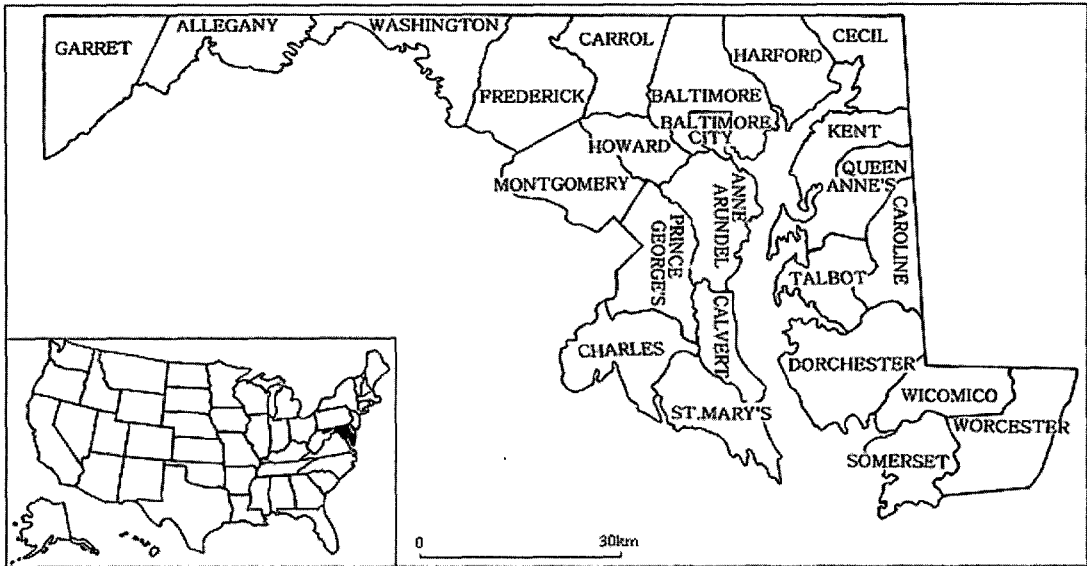 GARRET
ALLEGANY
WASHINGTON
FREDERICK
CARROL
BALTIMORE
BALTIMORE
CITY
HARFORD
CECIL
KENT
QUEEN
ANNE'S
HOWARD
MONTGOMERY
ANNE
ARUNDEL
PRINCE
GEORGE'S
CAROLINE
TALBOT
CALVERT
CHARLES
DORCHESTER
ST.MARY'S
WICOMICO
WORCESTER
SOMERSET
0 30km